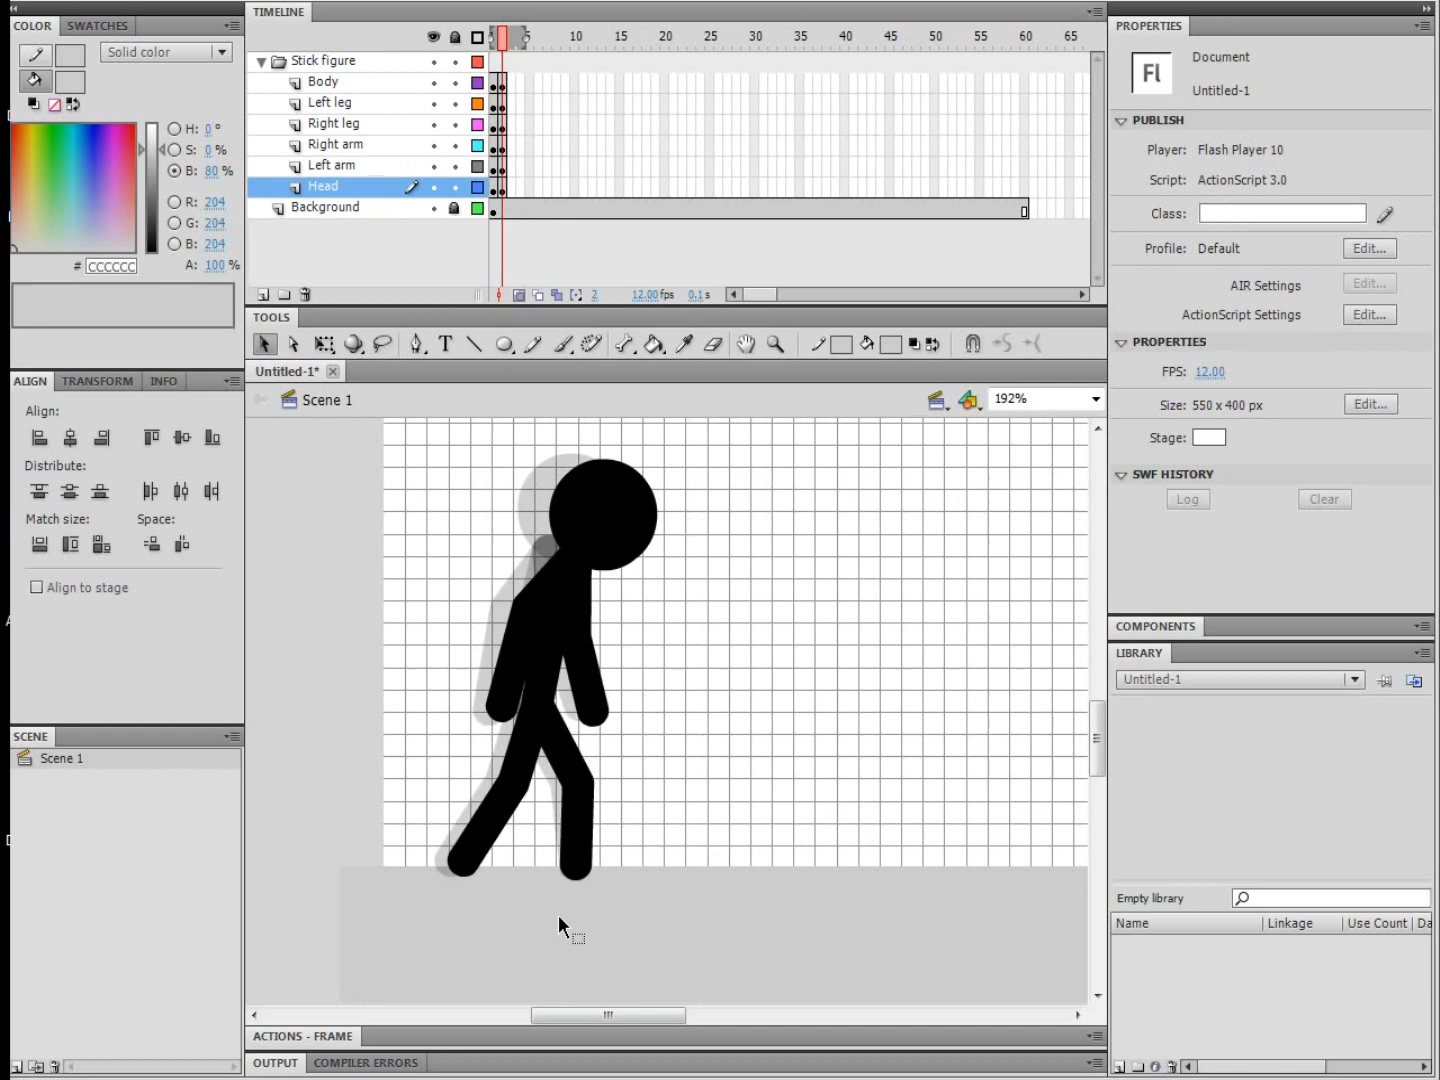 COLOR SWATCHES
Solid color
H: 0 °
S: 0 %
B: 80 %
R: 204
G: 204
B: 204
# CCCCCC A: 100 %
ALIGN TRANSFORM INFO
Align:
Distribute:
Match size: Space:
Align to stage
SCENE
Scene 1
TIMELINE
5 10 15 20 25 30 35 40 45 50 55 60 65
Stick figure
Body
Left leg
Right leg
Right arm
Left arm
Head
Background
2 12.00 fps 0.1 s
TOOLS
T
Untitled-1*
Scene 1
192%
ACTIONS - FRAME
OUTPUT COMPILER ERRORS
PROPERTIES
Fl
Document
Untitled-1
PUBLISH
Player: Flash Player 10
Script: ActionScript 3.0
Class:
Profile: Default Edit...
AIR Settings Edit...
ActionScript Settings Edit...
PROPERTIES
FPS: 12.00
Size: 550 x 400 px Edit...
Stage:
SWF HISTORY
Log Clear
COMPONENTS
LIBRARY
Untitled-1
Empty library
Name Linkage Use Count Da